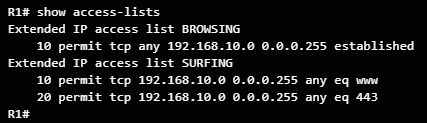 R1# show access-lists
Extended IP access list BROWSING
    10 permit tcp any 192.168.10.0 0.0.0.255 established
Extended IP access list SURFING
    10 permit tcp 192.168.10.0 0.0.0.255 any eq www
    20 permit tcp 192.168.10.0 0.0.0.255 any eq 443
R1#